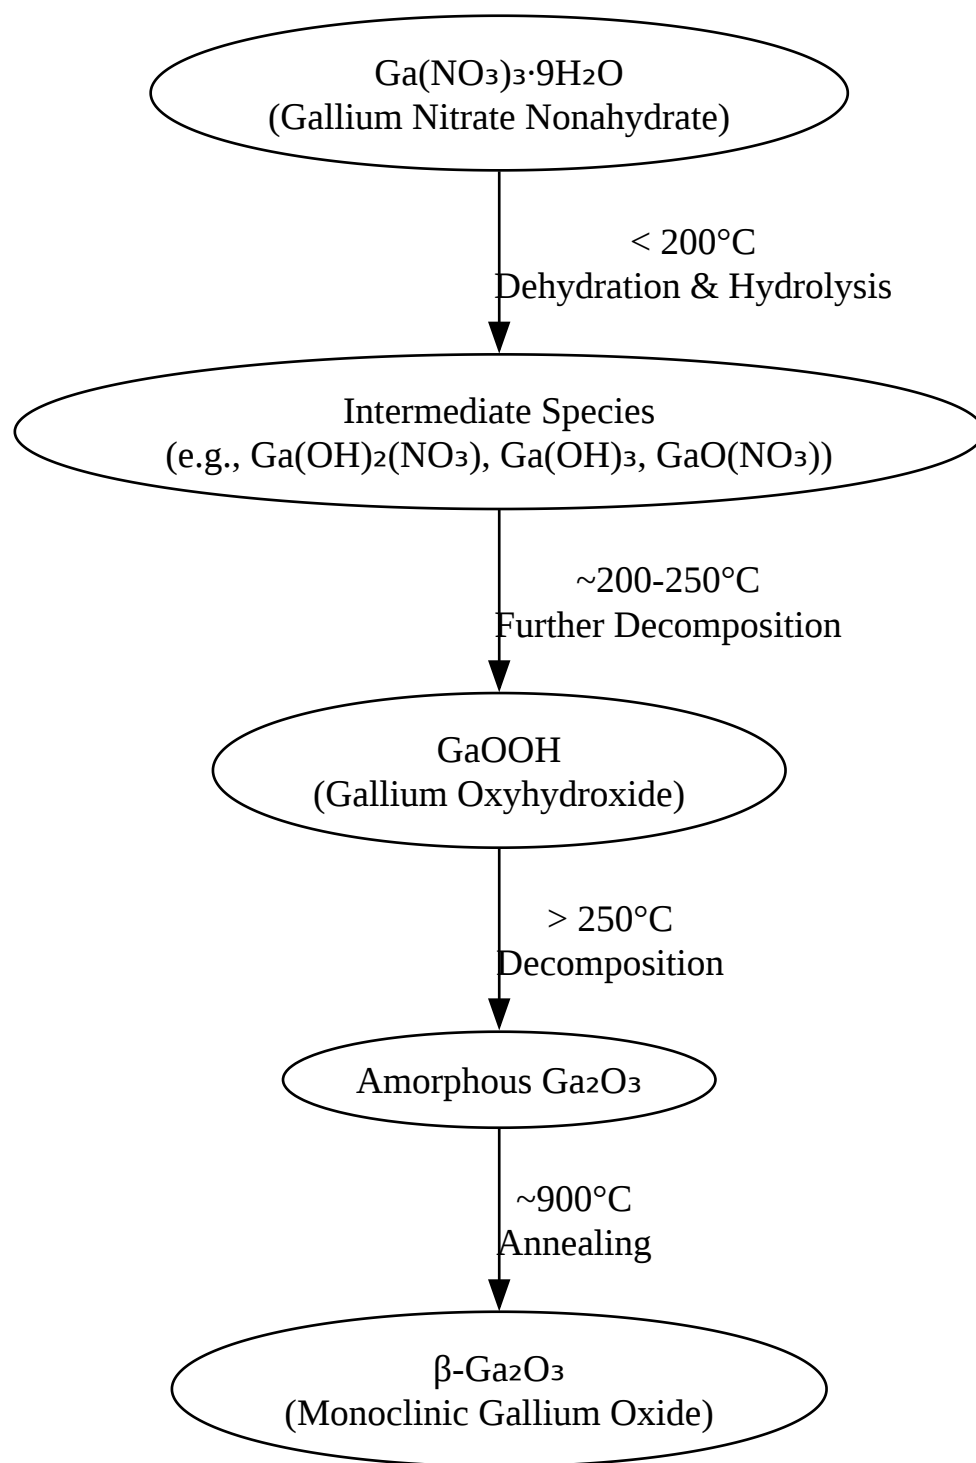 Ga(NO₃)₃·9H₂O
(Gallium Nitrate Nonahydrate)
< 200°C
Dehydration & Hydrolysis
Intermediate Species
(e.g., Ga(OH)₂(NO₃), Ga(OH)₃, GaO(NO₃))
~200-250°C
Further Decomposition
GaOOH
(Gallium Oxyhydroxide)
> 250°C
Decomposition
Amorphous Ga₂O₃
~900°C
Annealing
β-Ga₂O₃
(Monoclinic Gallium Oxide)